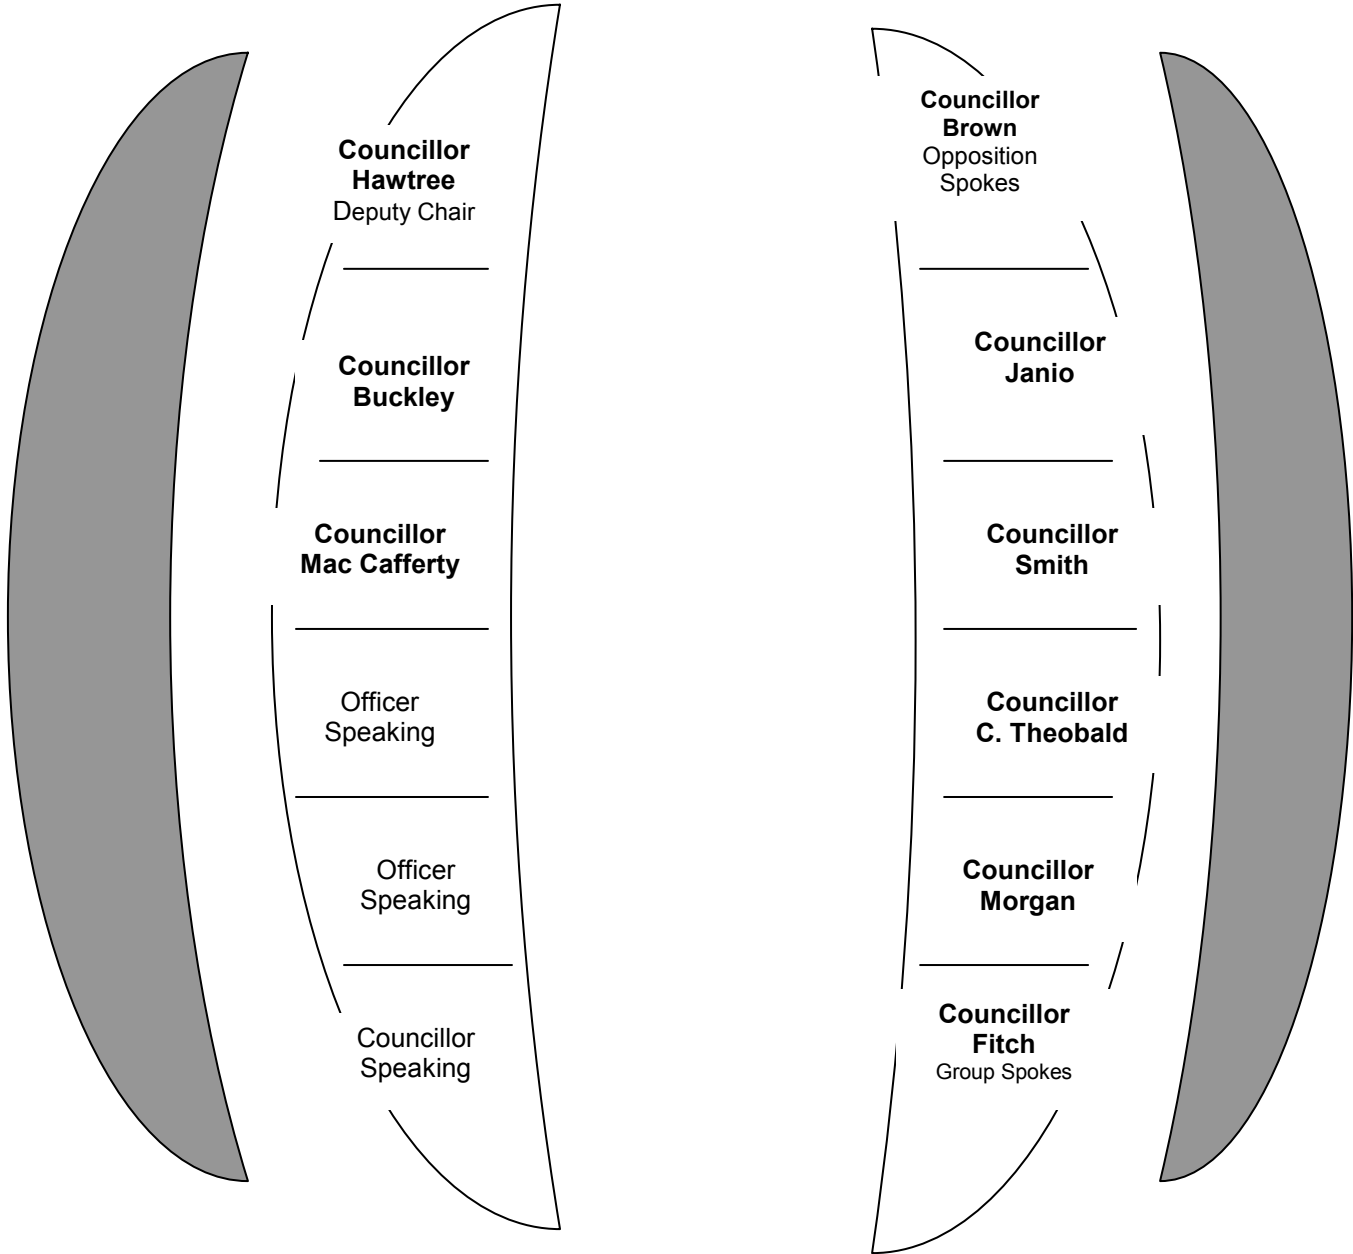 Councillor
Hawtree
Deputy Chair
Councillor
Buckley
Councillor
Mac Cafferty
Officer
Speaking
Officer
Speaking
Councillor
Speaking
Councillor
Brown
Opposition
Spokes
Councillor
Janio
Councillor
Smith
Councillor
C. Theobald
Councillor
Morgan
Councillor
Fitch
Group Spokes